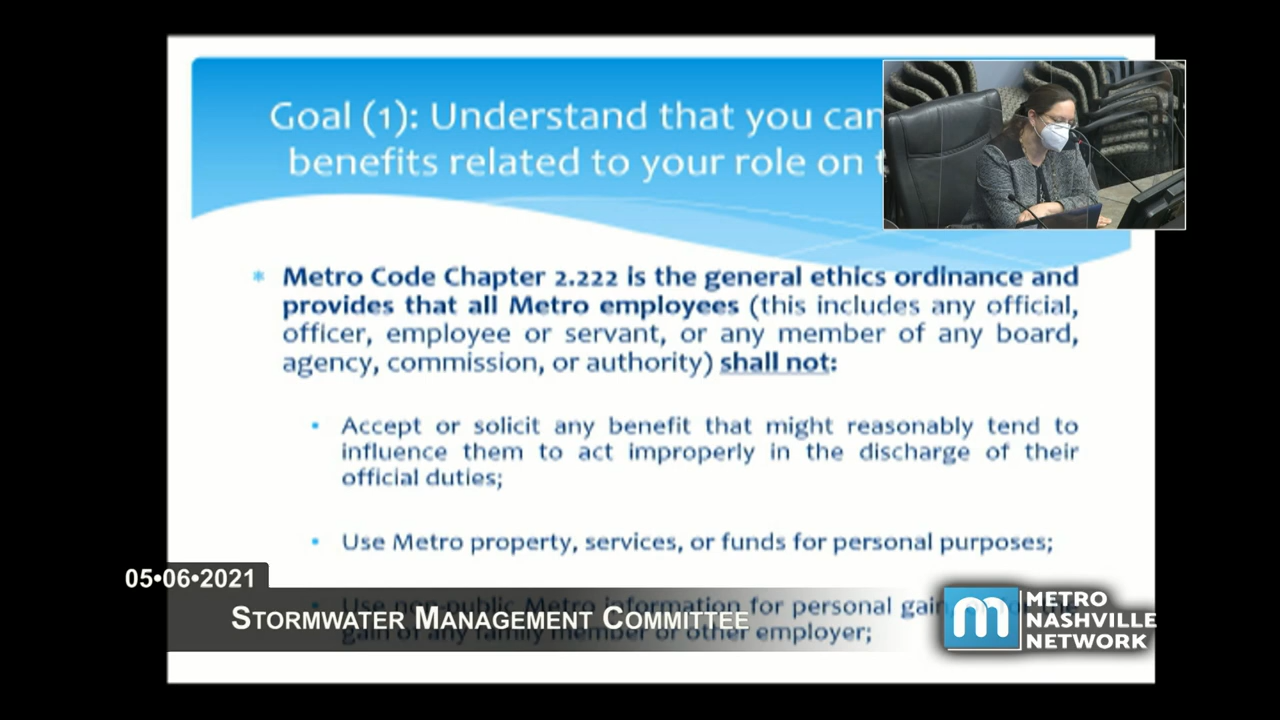 Goal (1): Understand that you can
benefits related to your role on
* Metro Code Chapter 2.222 is the general ethics ordinance and
provides that all Metro employees (this includes any official,
officer, employee or servant, or any member of any board,
agency, commission, or authority) shall not:
• Accept or solicit any benefit that might reasonably tend to
influence them to act improperly in the discharge of their
official duties;
• Use Metro property, services, or funds for personal purposes;
• Use non-public Metro information for personal gain
gain of any family member or other employer;
05•06•2021
STORMWATER MANAGEMENT COMMITTEE
m
METRO
NASHVILLE
NETWORK